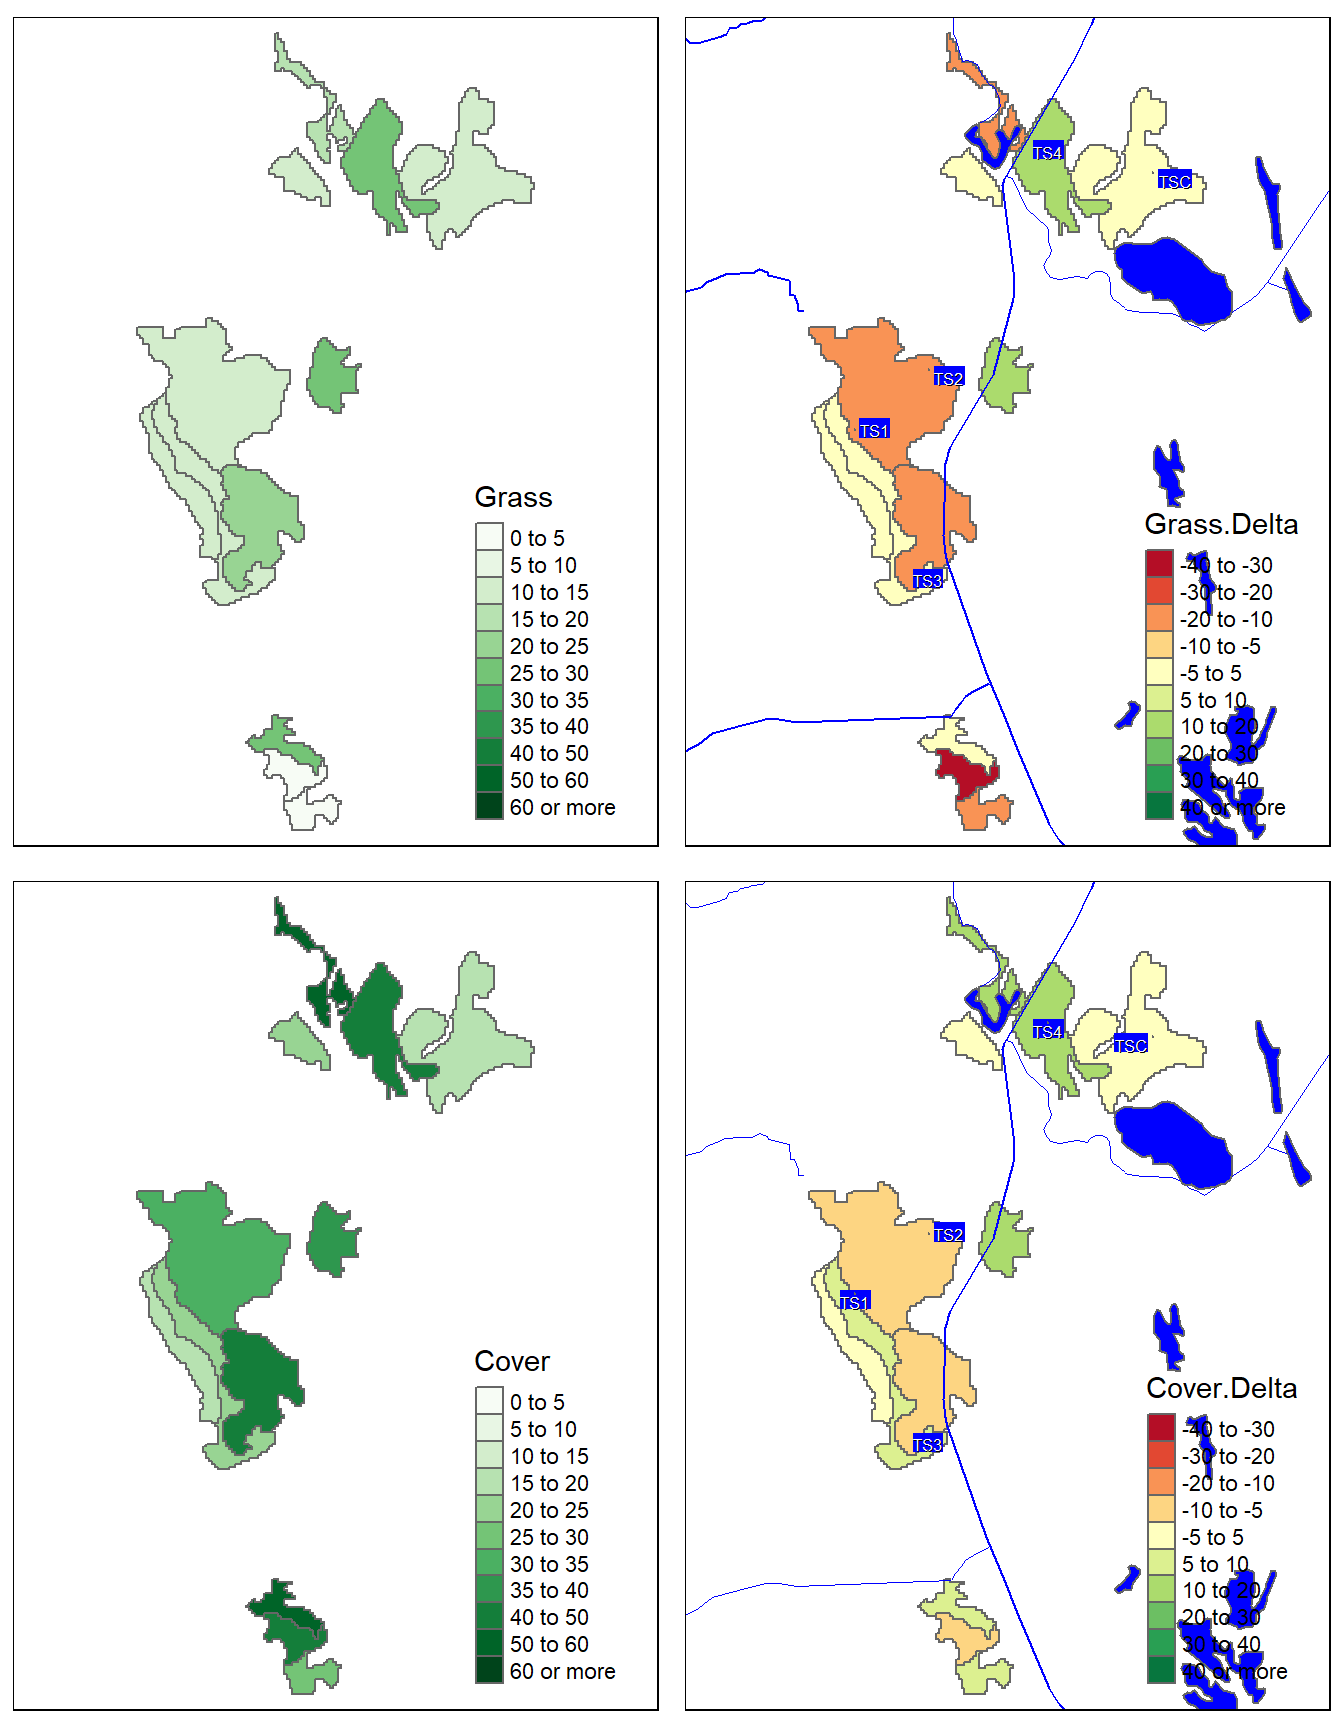 Grass
0 to 5
5 to 10
10 to 15
15 to 20
20 to 25
25 to 30
30 to 35
35 to 40
40 to 50
50 to 60
60 or more
TS4
TSC
TS2
TS1
TS3
Grass.Delta
-40 to -30
-30 to -20
-20 to -10
-10 to -5
-5 to 5
5 to 10
10 to 20
20 to 30
30 to 40
40 or more
Cover
0 to 5
5 to 10
10 to 15
15 to 20
20 to 25
25 to 30
30 to 35
35 to 40
40 to 50
50 to 60
60 or more
TS4
TSC
TS2
TS1
TS3
Cover.Delta
-40 to -30
-30 to -20
-20 to -10
-10 to -5
-5 to 5
5 to 10
10 to 20
20 to 30
30 to 40
40 or more